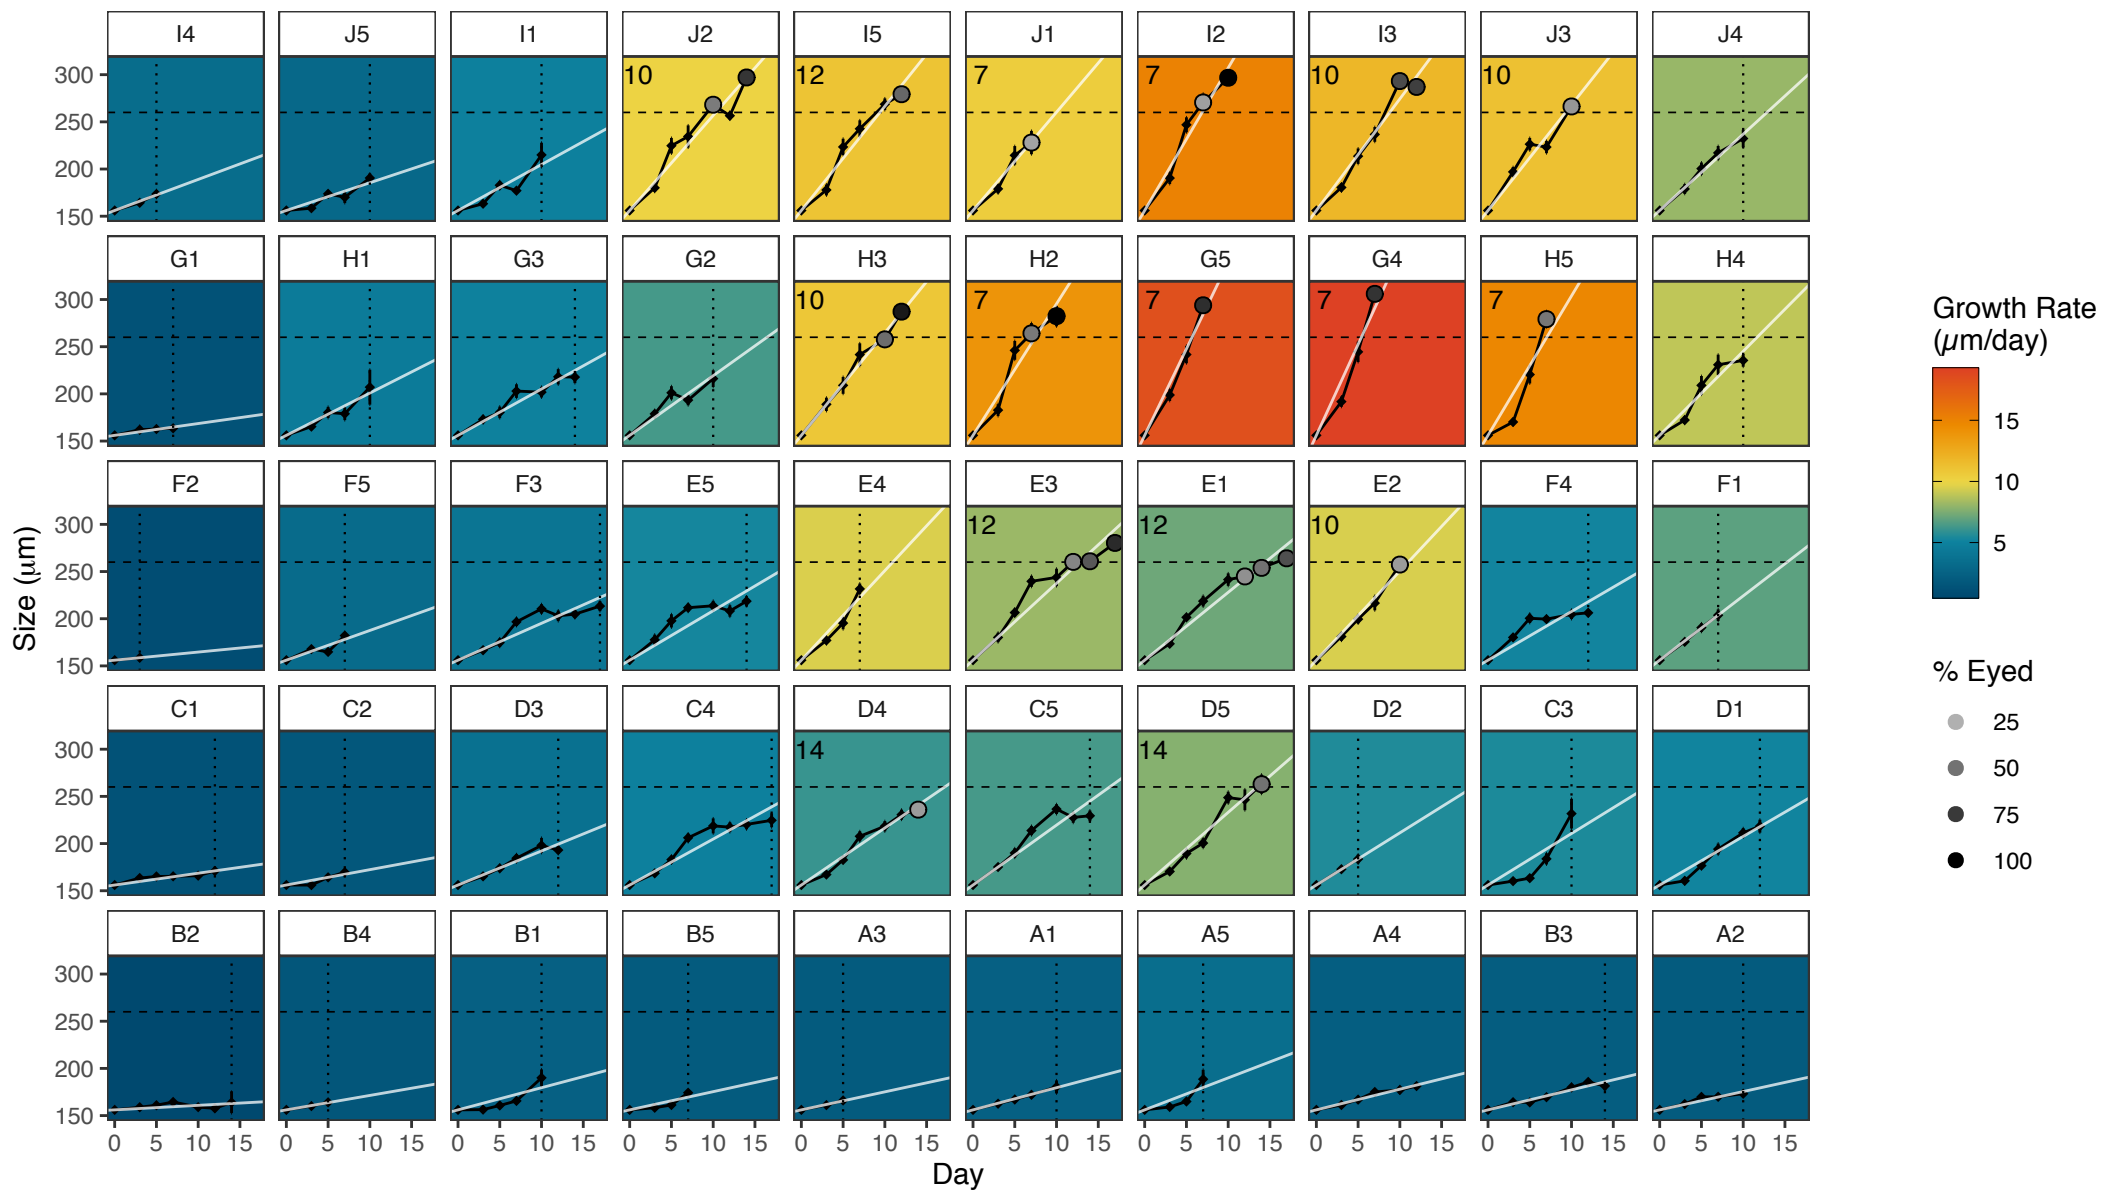 I4 J5 I1 J2 I5 J1 I2 I3 J3 J4
300 10 12 7 7 10 10
250
200
150
G1 H1 G3 G2 H3 H2 G5 G4 H5 H4
300 10 7 7 7 7
250
200
150
F2 F5 F3 E5 E4 E3 E1 E2 F4 F1
300 12 12 10
250
200
150
C1 C2 D3 C4 D4 C5 D5 D2 C3 D1
300 14 14
250
200
150
B2 B4 B1 B5 A3 A1 A5 A4 B3 A2
300
250
200
150
0 5 10 15 0 5 10 15 0 5 10 15 0 5 10 15 0 5 10 15 0 5 10 15 0 5 10 15 0 5 10 15 0 5 10 15 0 5 10 15
Day
Size (μm)
Growth Rate
(μm/day)
15
10
5
% Eyed
25
50
75
100